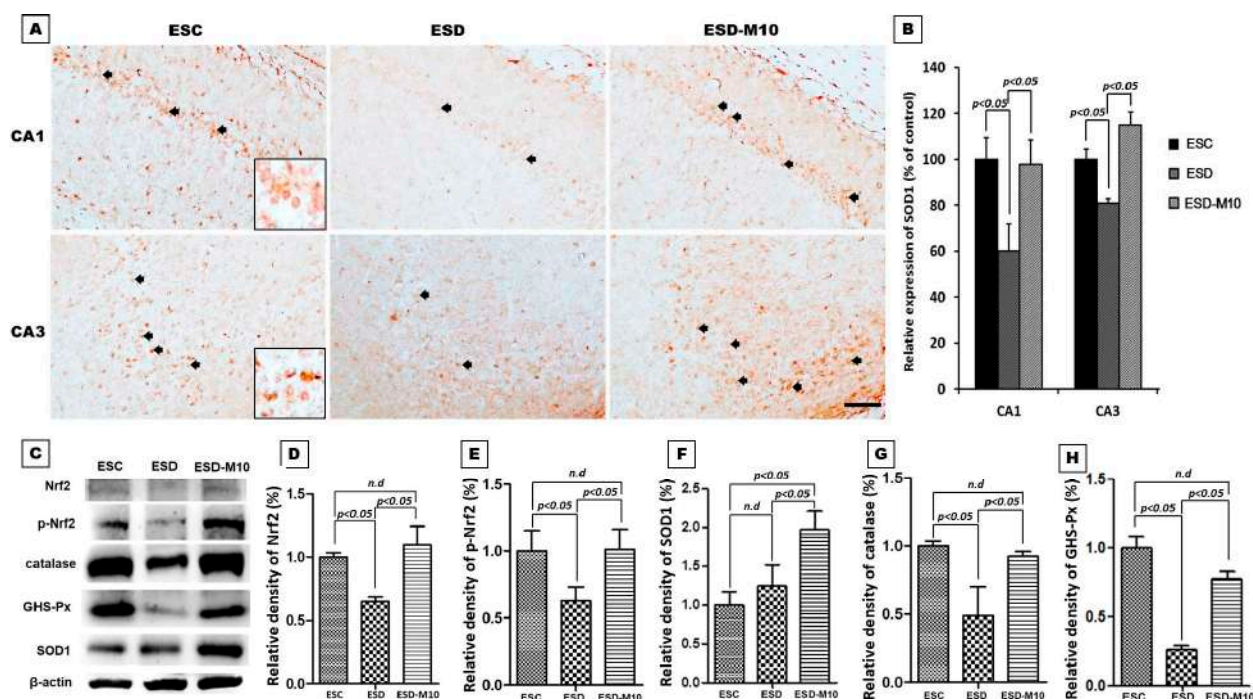 A
ESC
ESD
ESD-M10
CA1
CA3
B
Relative expression of SOD1 (% of control)
140
120
100
80
60
40
20
0
p<0.05
p<0.05
p<0.05
p<0.05
CA1
CA3
ESC
ESD
ESD-M10
C
ESC ESD ESD-M10
Nrf2
p-Nrf2
catalase
GHS-Px
SOD1
β-actin
D
Relative density of Nrf2 (%)
1.5
1.0
0.5
0.0
n.d
p<0.05
p<0.05
ESC ESD ESD-M10
E
Relative density of p-Nrf2 (%)
1.5
1.0
0.5
0.0
n.d
p<0.05
p<0.05
ESC ESD ESD-M10
F
Relative density of SOD1 (%)
2.5
2.0
1.5
1.0
0.5
0.0
p<0.05
n.d
p<0.05
ESC ESD ESD-M10
G
Relative density of catalase (%)
1.5
1.0
0.5
0.0
n.d
p<0.05
p<0.05
ESC ESD ESD-M10
H
Relative density of GHS-Px (%)
1.5
1.0
0.5
0.0
n.d
p<0.05
p<0.05
ESC ESD ESD-M10